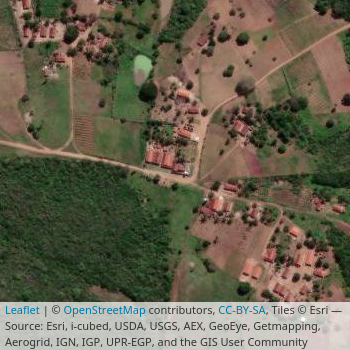 Leaflet | © OpenStreetMap contributors, CC-BY-SA, Tiles © Esri —
Source: Esri, i-cubed, USDA, USGS, AEX, GeoEye, Getmapping,
Aerogrid, IGN, IGP, UPR-EGP, and the GIS User Community